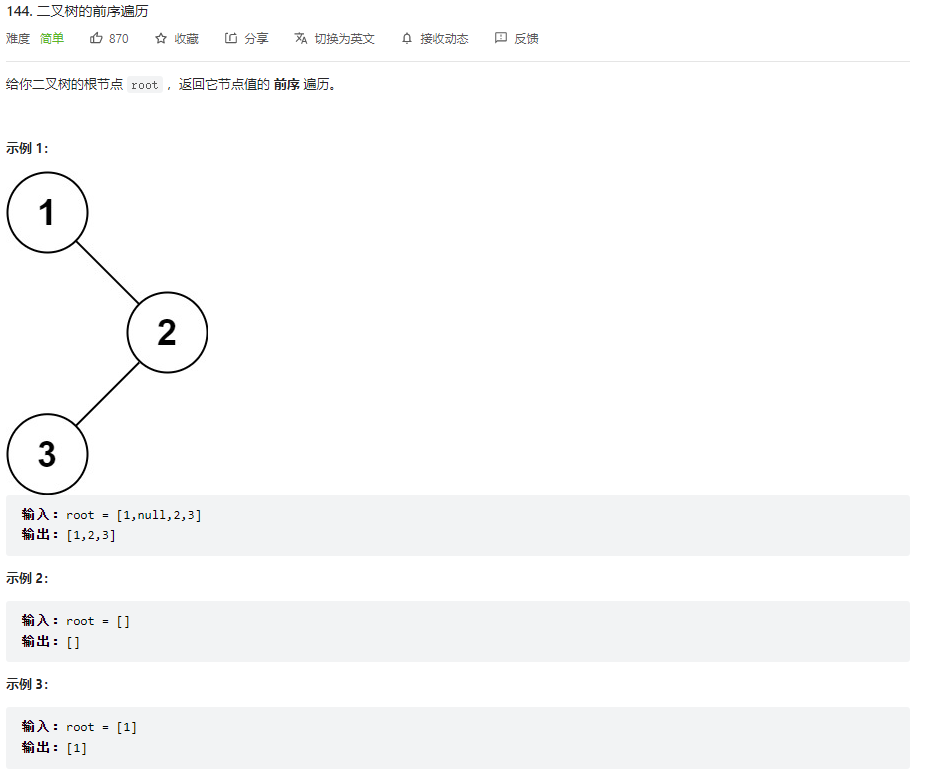 144. 二叉树的前序遍历
难度 简单 870 收藏 分享 切换为英文 接收动态 反馈
给你二叉树的根节点 root ，返回它节点值的 前序 遍历。
示例 1：
1
2
3
输入：root = [1,null,2,3]
输出：[1,2,3]
示例 2：
输入：root = []
输出：[]
示例 3：
输入：root = [1]
输出：[1]